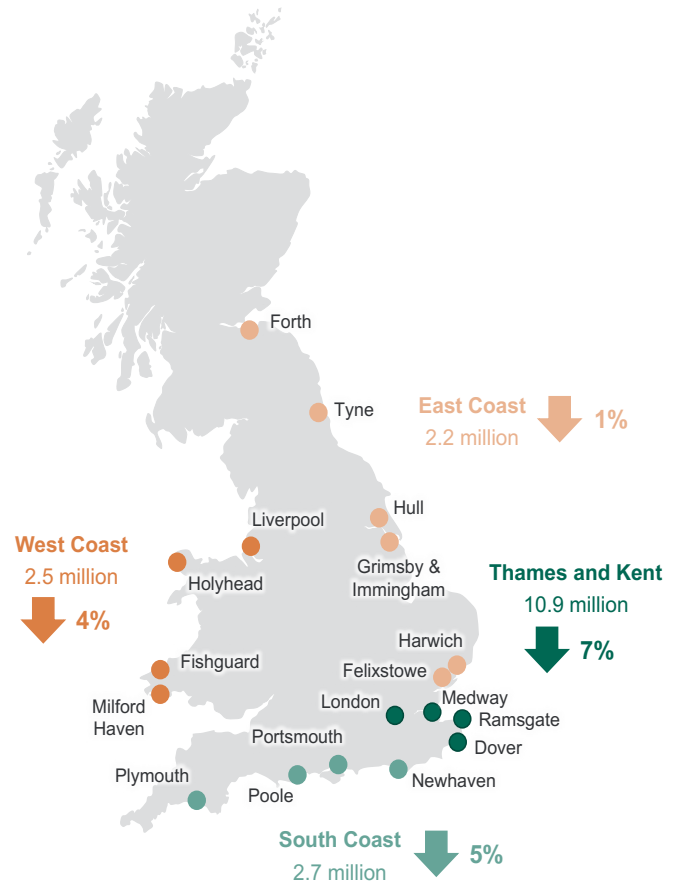 Forth
Tyne
East Coast
2.2 million
1%
Hull
Liverpool
West Coast
2.5 million
4%
Holyhead
Grimsby &
Immingham
Thames and Kent
10.9 million
7%
Harwich
Fishguard
Felixstowe
Milford
Haven
London
Medway
Ramsgate
Portsmouth
Dover
Plymouth
Poole
Newhaven
South Coast
2.7 million
5%